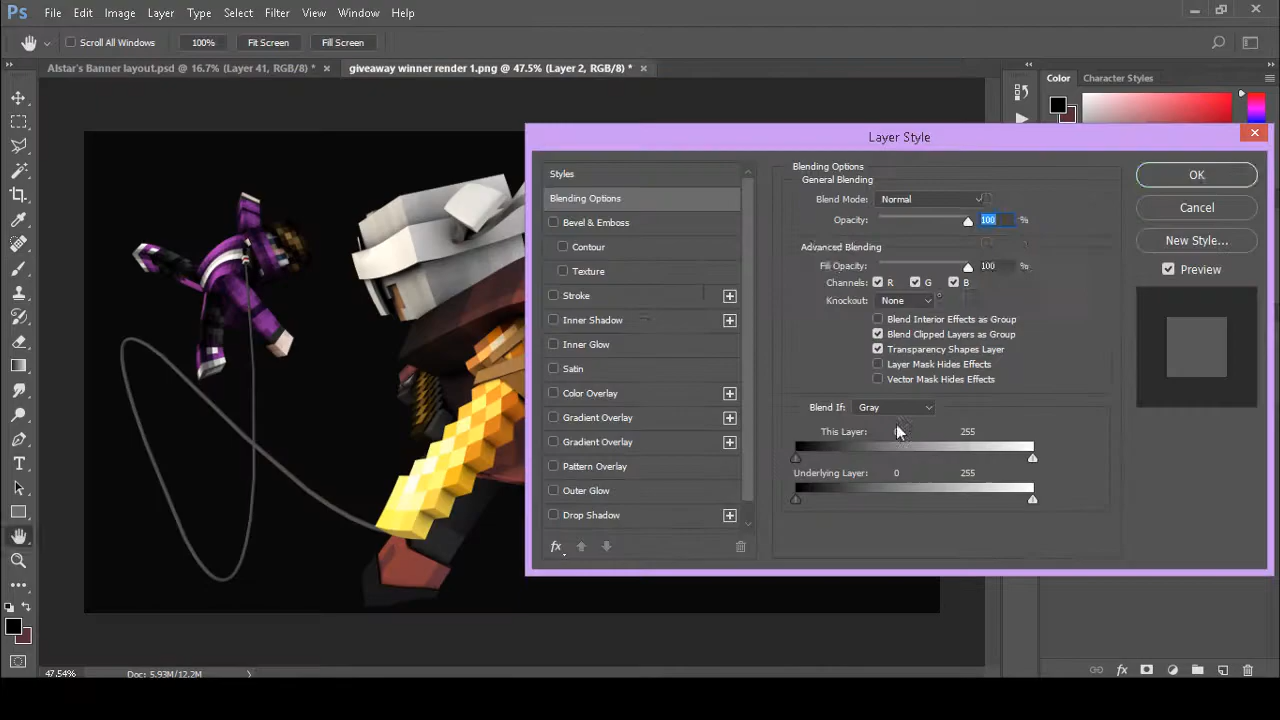 Ps File Edit Image Layer Type Select Filter View Window Help
Scroll All Windows 100% Fit Screen Fill Screen
Alstar's Banner layout.psd @ 16.7% (Layer 41, RGB/8) * giveaway winner render 1.png @ 47.5% (Layer 2, RGB/8) *
Color Character Styles
Layer Style
Styles
Blending Options
Bevel & Emboss
Contour
Texture
Stroke
Inner Shadow
Inner Glow
Satin
Color Overlay
Gradient Overlay
Gradient Overlay
Pattern Overlay
Outer Glow
Drop Shadow
fx
Blending Options
General Blending
Blend Mode: Normal
Opacity: 100 %
Advanced Blending
Fill Opacity: 100 %
Channels: R G B
Knockout: None
Blend Interior Effects as Group
Blend Clipped Layers as Group
Transparency Shapes Layer
Layer Mask Hides Effects
Vector Mask Hides Effects
Blend If: Gray
This Layer: 255
Underlying Layer: 0 255
OK
Cancel
New Style...
Preview
47.54% Doc: 5.93M/12.2M
fx